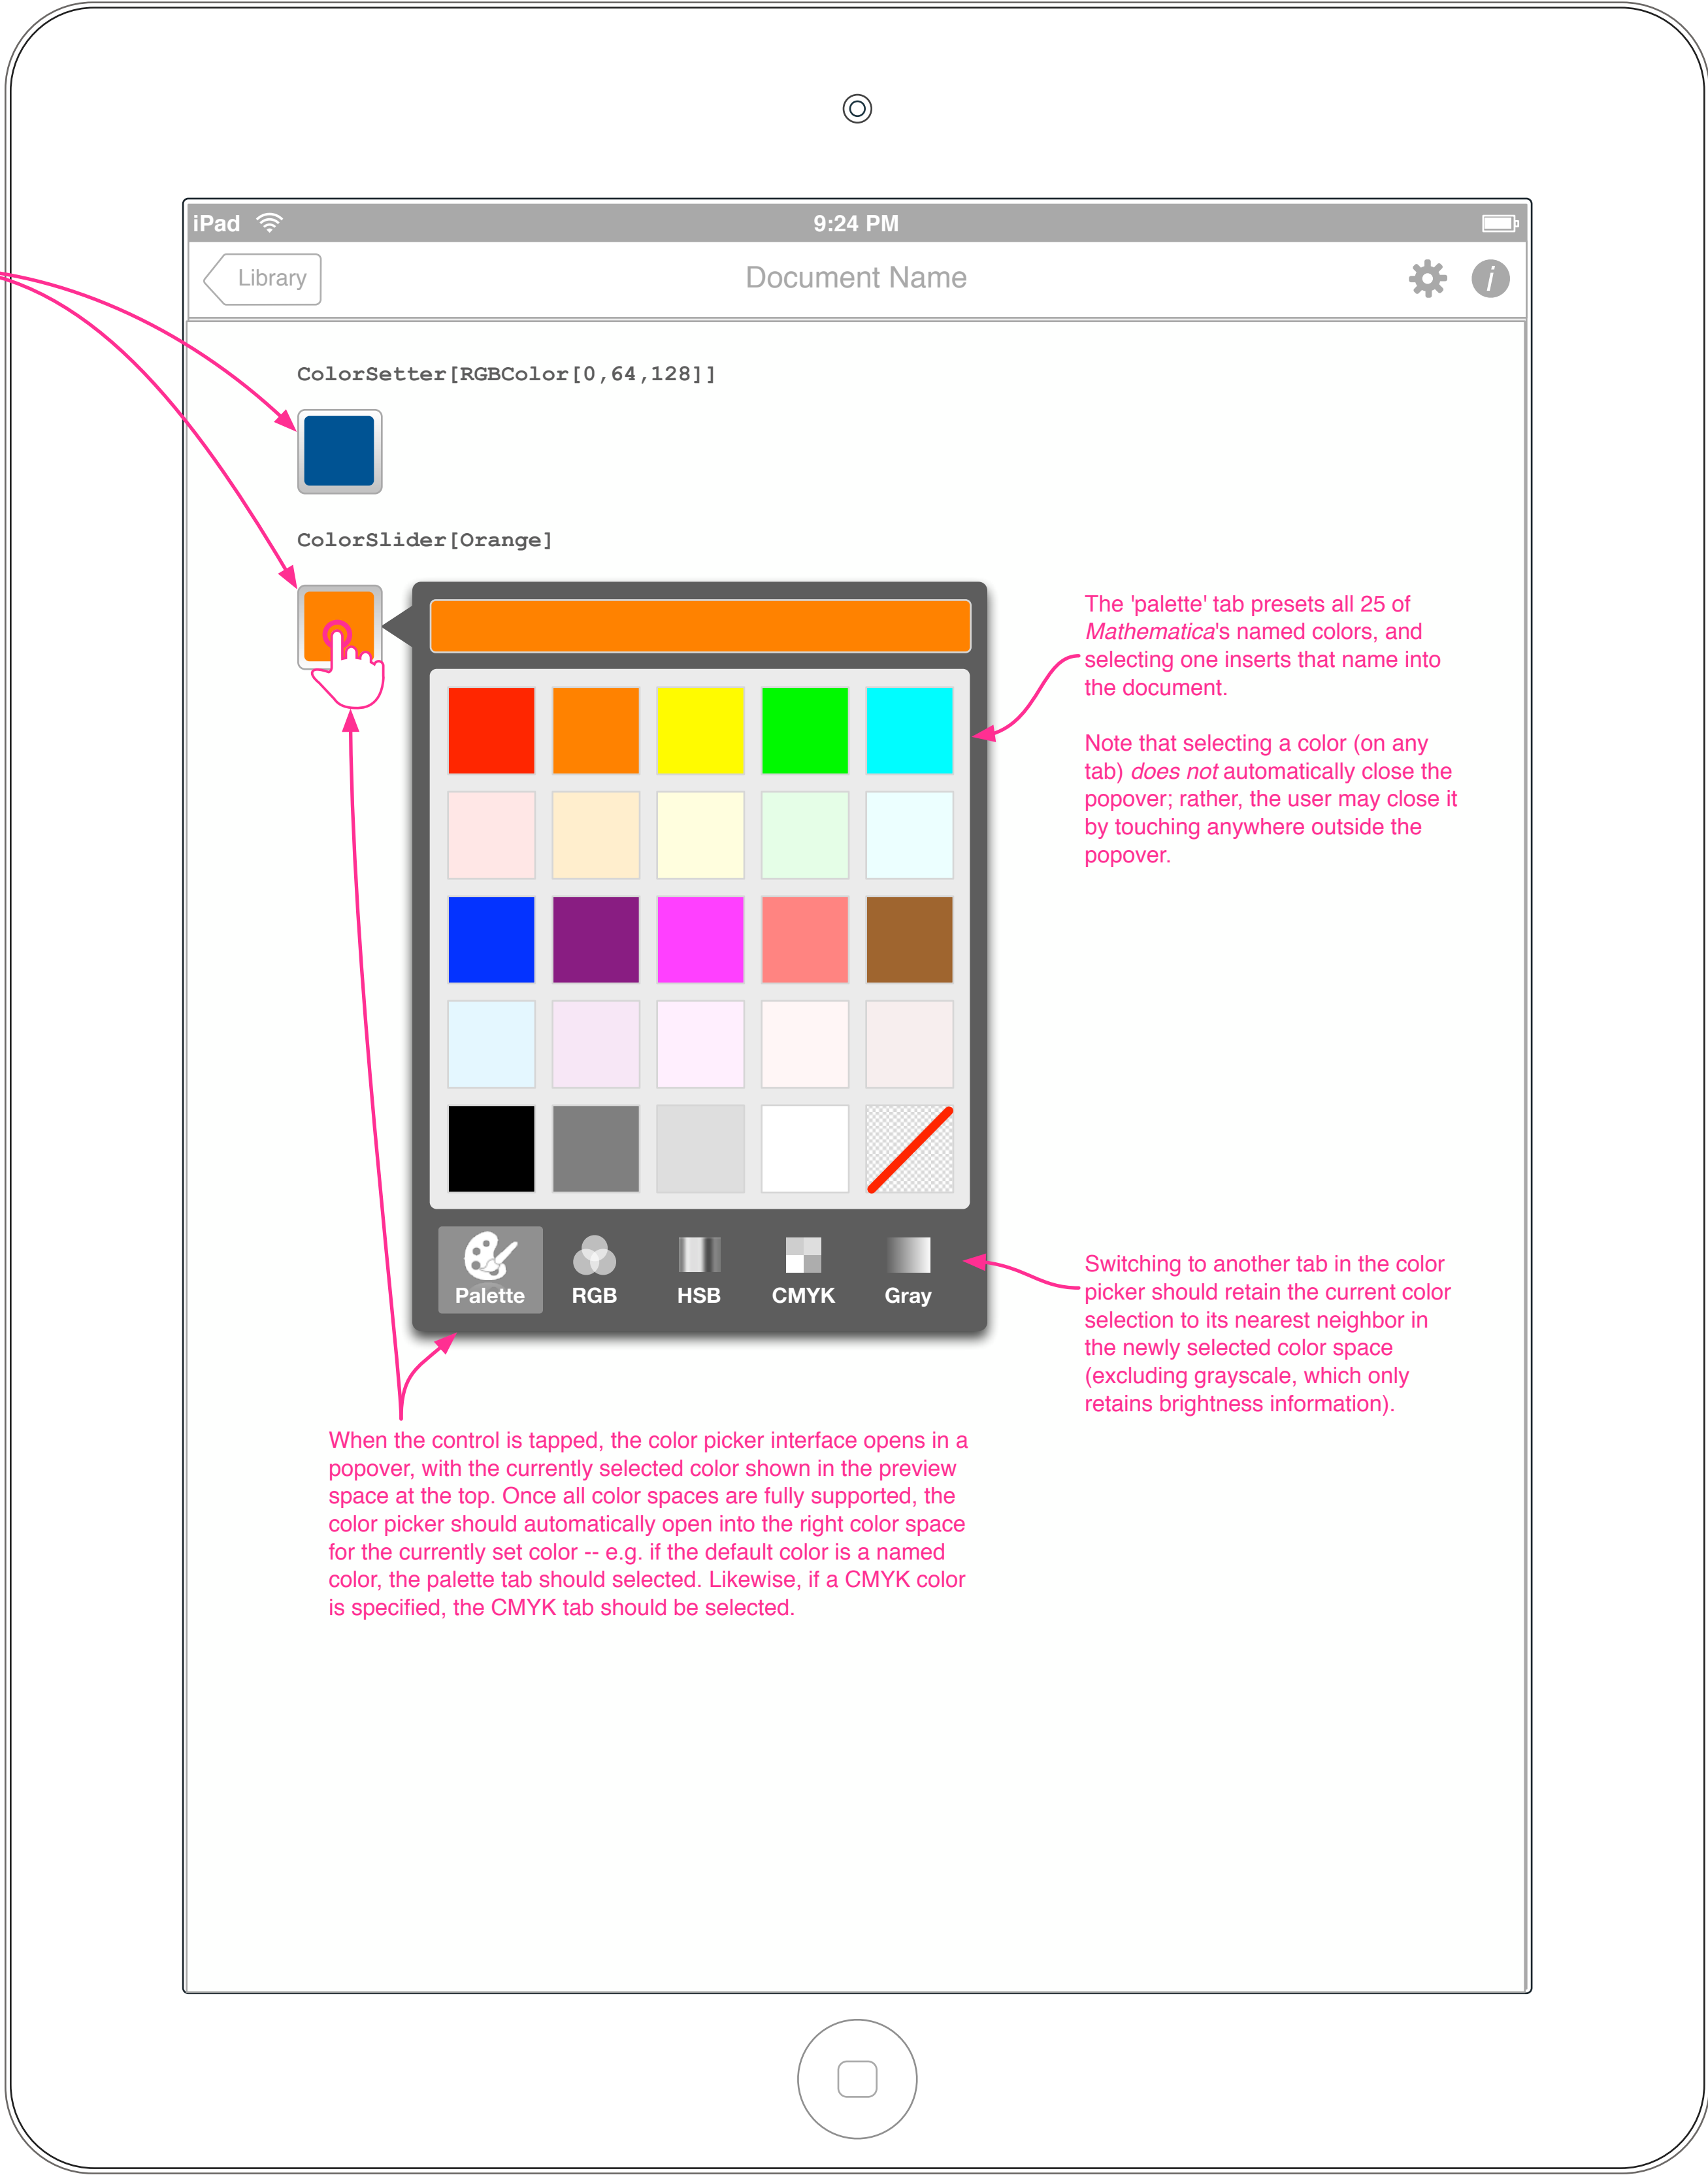 iPad
9:24 PM
Library
Document Name
i
ColorSetter[RGBColor[0,64,128]]
ColorSlider[Orange]
The 'palette' tab presets all 25 of
Mathematica's named colors, and
selecting one inserts that name into
the document.
Note that selecting a color (on any
tab) does not automatically close the
popover; rather, the user may close it
by touching anywhere outside the
popover.
Palette
RGB
HSB
CMYK
Gray
Switching to another tab in the color
picker should retain the current color
selection to its nearest neighbor in
the newly selected color space
(excluding grayscale, which only
retains brightness information).
When the control is tapped, the color picker interface opens in a
popover, with the currently selected color shown in the preview
space at the top. Once all color spaces are fully supported, the
color picker should automatically open into the right color space
for the currently set color -- e.g. if the default color is a named
color, the palette tab should selected. Likewise, if a CMYK color
is specified, the CMYK tab should be selected.